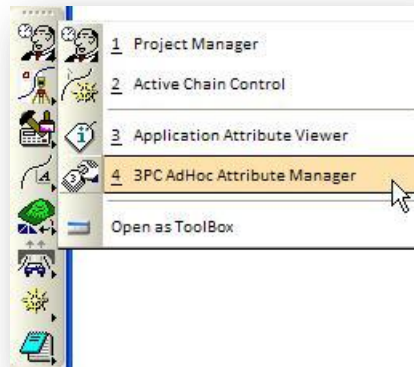 1 Project Manager
2 Active Chain Control
3 Application Attribute Viewer
4 3PC AdHoc Attribute Manager
Open as ToolBox